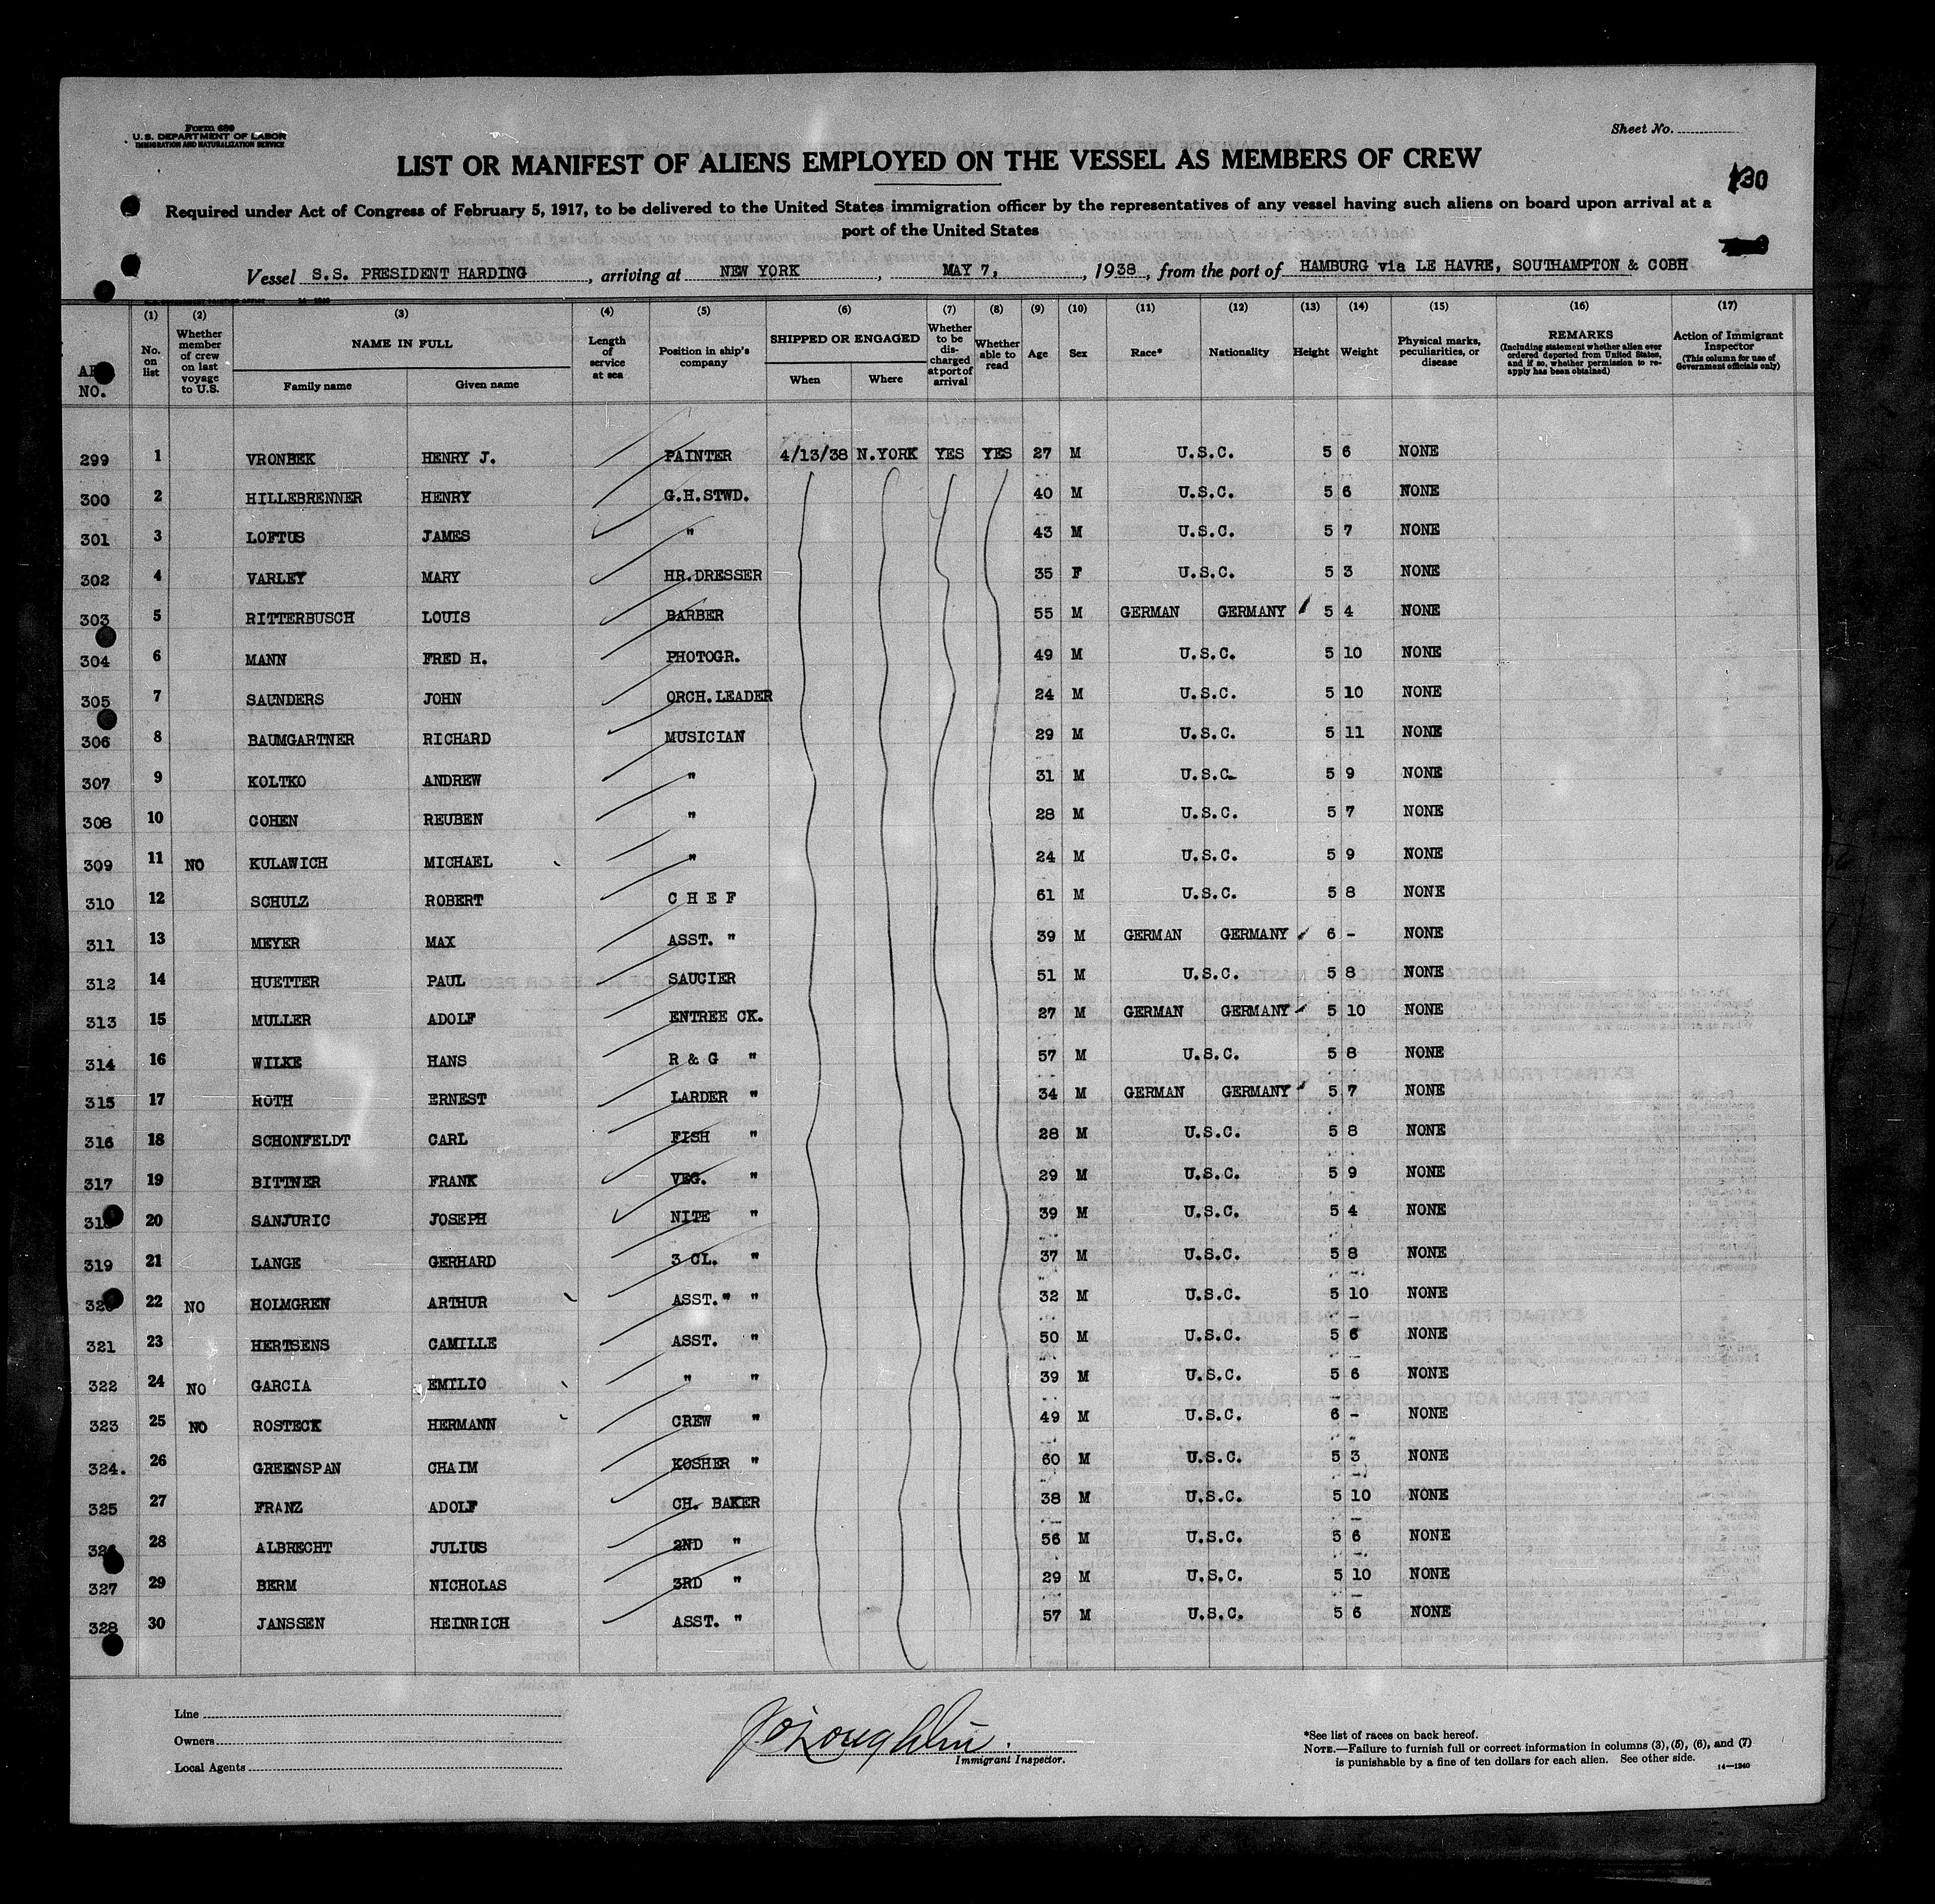 Form 689
U.S. DEPARTMENT OF LABOR
IMMIGRATION AND NATURALIZATION SERVICE
Sheet No.
LIST OR MANIFEST OF ALIENS EMPLOYED ON THE VESSEL AS MEMBERS OF CREW
130
Required under Act of Congress of February 5, 1917, to be delivered to the United States immigration officer by the representatives of any vessel having such aliens on board upon arrival at a
port of the United States
Vessel S.S. PRESIDENT HARDING, arriving at NEW YORK, MAY 7, 1938, from the port of HAMBURG via LE HAVRE, SOUTHAMPTON & COBH
(1) (2) (3) (4) (5) (6) (7) (8) (9) (10) (11) (12) (13) (14) (15) (16) (17)
NO.
No. on list
Whether member of crew on last voyage to U.S.
NAME IN FULL
Family name Given name
Length of service at sea
Position in ship's company
SHIPPED OR ENGAGED
When Where
Whether to be discharged at port of arrival
Whether able to read
Age Sex Race* Nationality Height Weight
Physical marks, peculiarities, or disease
REMARKS
(Including statement whether alien ever ordered deported from United States, and if so, whether permission to reapply has been obtained)
Action of Immigrant Inspector
(This column for use of Government officials only)
299 1 VRONBEK HENRY J. PAINTER 4/13/38 N.YORK YES YES 27 M U.S.C. 5 6 NONE
300 2 HILLEBRENNER HENRY G.H.STWD. 40 M U.S.C. 5 6 NONE
301 3 LOFTUS JAMES " 43 M U.S.C. 5 7 NONE
302 4 VARLEY MARY HR.DRESSER 35 F U.S.C. 5 3 NONE
303 5 RITTERBUSCH LOUIS BARBER 55 M GERMAN GERMANY 5 4 NONE
304 6 MANN FRED H. PHOTOGR. 49 M U.S.C. 5 10 NONE
305 7 SAUNDERS JOHN ORCH.LEADER 24 M U.S.C. 5 10 NONE
306 8 BAUMGARTNER RICHARD MUSICIAN 29 M U.S.C. 5 11 NONE
307 9 KOLTKO ANDREW " 31 M U.S.C. 5 9 NONE
308 10 COHEN REUBEN " 28 M U.S.C. 5 7 NONE
309 11 NO KULAWICH MICHAEL " 24 M U.S.C. 5 9 NONE
310 12 SCHULZ ROBERT C H E F 61 M U.S.C. 5 8 NONE
311 13 MEYER MAX ASST. " 39 M GERMAN GERMANY 6 - NONE
312 14 HUETTER PAUL SAUCIER 51 M U.S.C. 5 8 NONE
313 15 MULLER ADOLF ENTREE CK. 27 M GERMAN GERMANY 5 10 NONE
314 16 WILKE HANS R & G " 57 M U.S.C. 5 8 NONE
315 17 ROTH ERNEST LARDER " 34 M GERMAN GERMANY 5 7 NONE
316 18 SCHONFELDT CARL FISH " 28 M U.S.C. 5 8 NONE
317 19 BITTNER FRANK VEG. " 29 M U.S.C. 5 9 NONE
318 20 SANJURIC JOSEPH NITE " 39 M U.S.C. 5 4 NONE
319 21 LANGE GERHARD 3 CL. " 37 M U.S.C. 5 8 NONE
320 22 NO HOLMGREN ARTHUR ASST." " 32 M U.S.C. 5 10 NONE
321 23 HERTSENS CAMILLE ASST. " 50 M U.S.C. 5 6 NONE
322 24 NO GARCIA EMILIO " " 39 M U.S.C. 5 6 NONE
323 25 NO ROSTECK HERMANN CREW " 49 M U.S.C. 6 - NONE
324. 26 GREENSPAN CHAIM KOSHER " 60 M U.S.C. 5 3 NONE
325 27 FRANZ ADOLF CH. BAKER 38 M U.S.C. 5 10 NONE
326 28 ALBRECHT JULIUS 2ND " 56 M U.S.C. 5 6 NONE
327 29 BERM NICHOLAS 3RD " 29 M U.S.C. 5 10 NONE
328 30 JANSSEN HEINRICH ASST. " 57 M U.S.C. 5 6 NONE
Line
Owners
Local Agents
Immigrant Inspector.
*See list of races on back hereof.
NOTE.—Failure to furnish full or correct information in columns (3), (5), (6), and (7)
is punishable by a fine of ten dollars for each alien. See other side.
14—1240